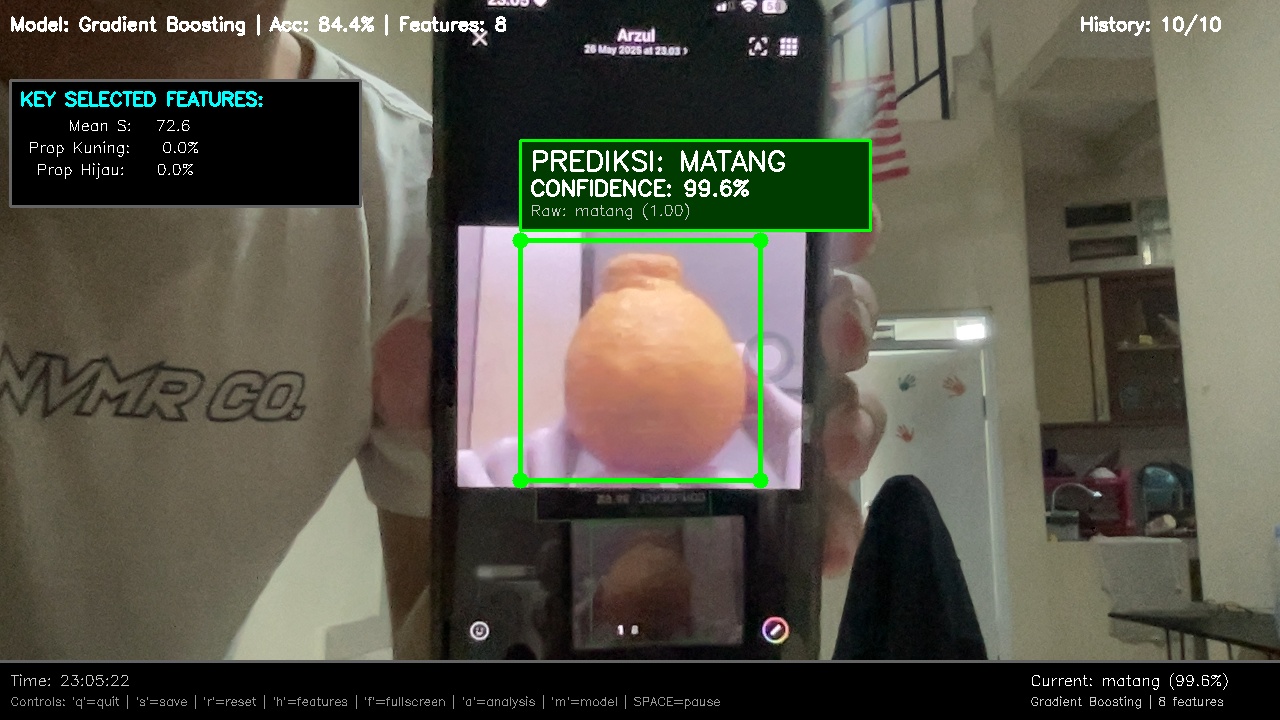 Model: Gradient Boosting | Acc: 84.4% | Features: 8
History: 10/10
KEY SELECTED FEATURES:
Mean S: 72.6
Prop Kuning: 0.0%
Prop Hijau: 0.0%
23:05
58
Arzul
26 May 2025 at 23.03 >
PREDIKSI: MATANG
CONFIDENCE: 99.6%
Raw: matang (1.00)
NVMR CO.
Time: 23:05:22
Current: matang (99.6%)
Controls: 'q'=quit | 's'=save | 'r'=reset | 'h'=features | 'f'=fullscreen | 'a'=analysis | 'm'=model | SPACE=pause
Gradient Boosting | 8 features